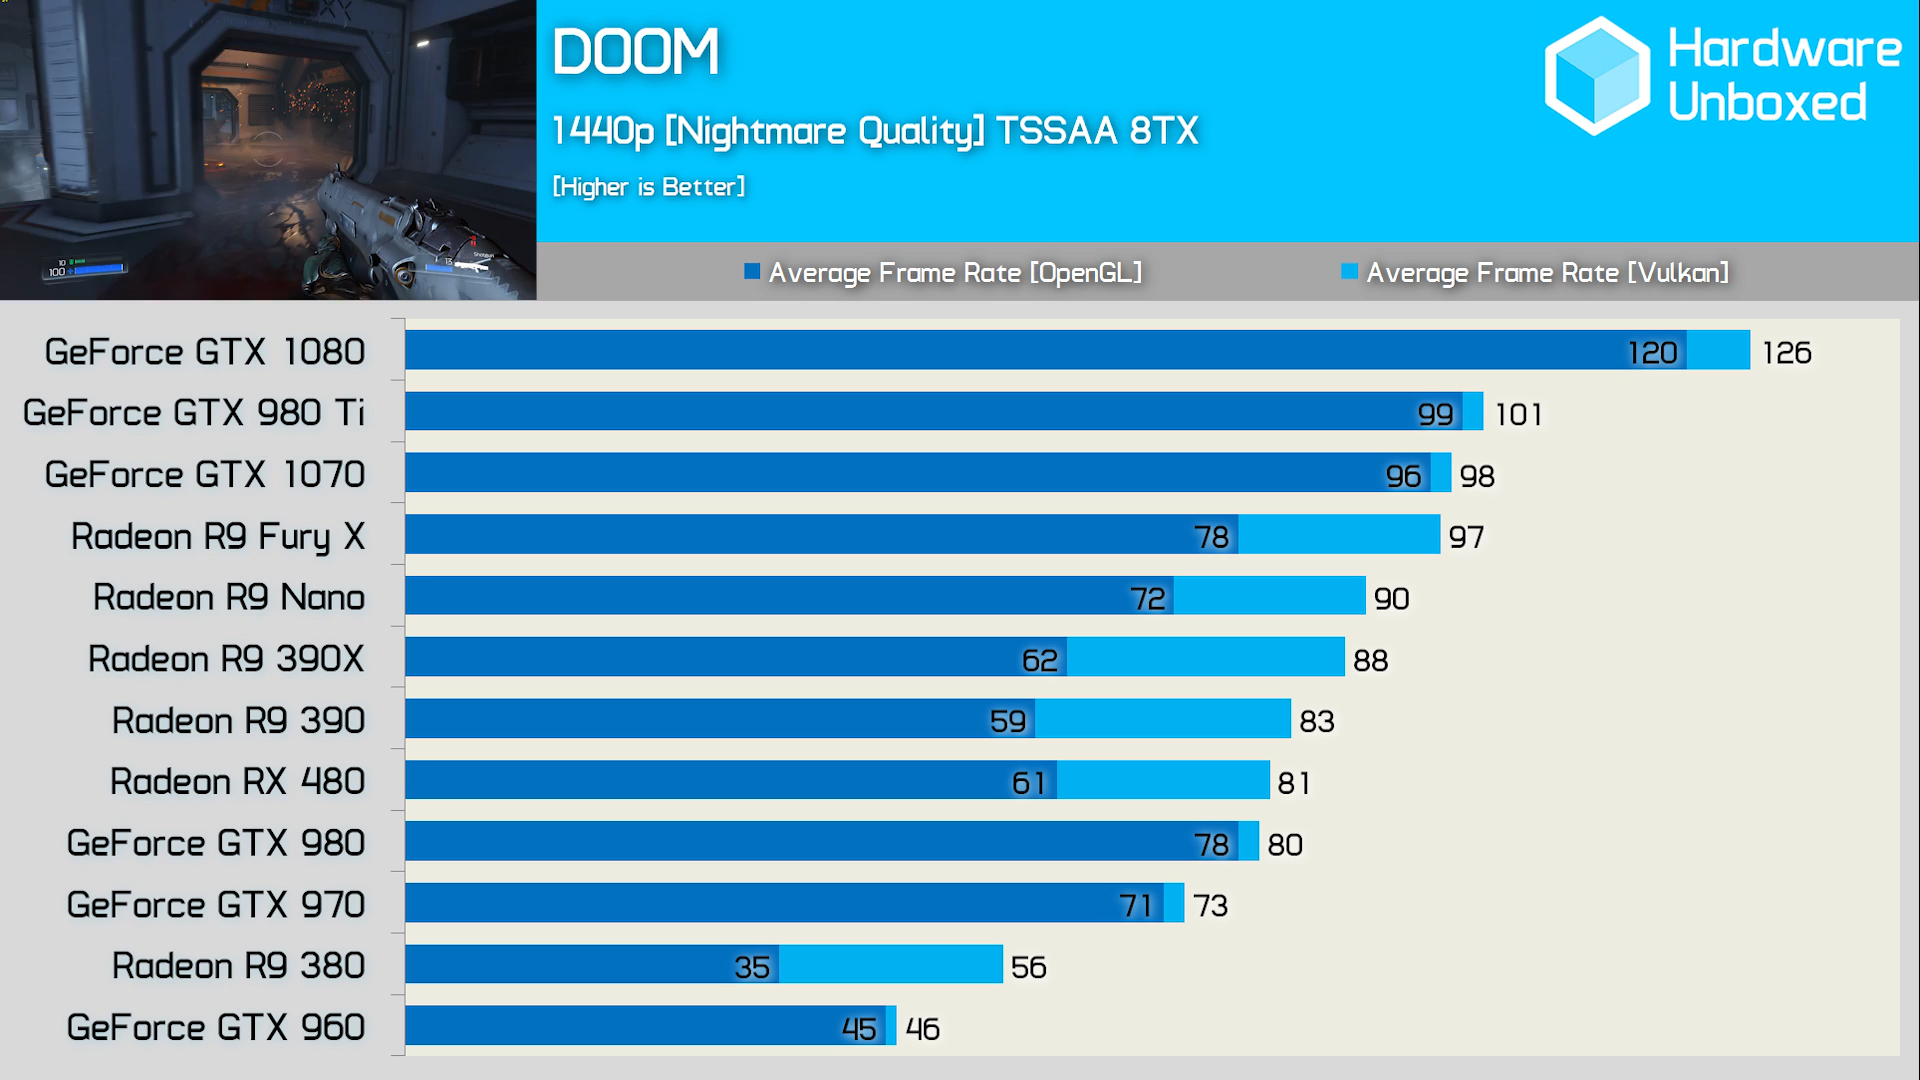 DOOM
1440p [Nightmare Quality] TSSAA 8TX
[Higher is Better]
Hardware
Unboxed
Average Frame Rate [OpenGL]
Average Frame Rate [Vulkan]
10
100
13
Shotgun
GeForce GTX 1080 120 126
GeForce GTX 980 Ti 99 101
GeForce GTX 1070 96 98
Radeon R9 Fury X 78 97
Radeon R9 Nano 72 90
Radeon R9 390X 62 88
Radeon R9 390 59 83
Radeon RX 480 61 81
GeForce GTX 980 78 80
GeForce GTX 970 71 73
Radeon R9 380 35 56
GeForce GTX 960 45 46